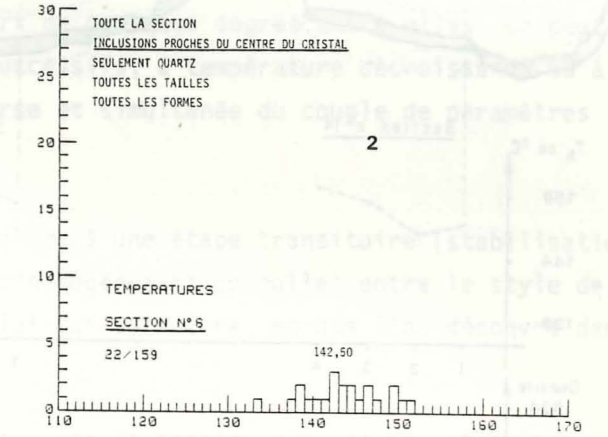 30
TOUTE LA SECTION
INCLUSIONS PROCHES DU CENTRE DU CRISTAL
25
SEULEMENT QUARTZ
TOUTES LES TAILLES
TOUTES LES FORMES
20
2
15
10
TEMPERATURES
SECTION N°6
5
22/159
142,50
0
110 120 130 140 150 160 170